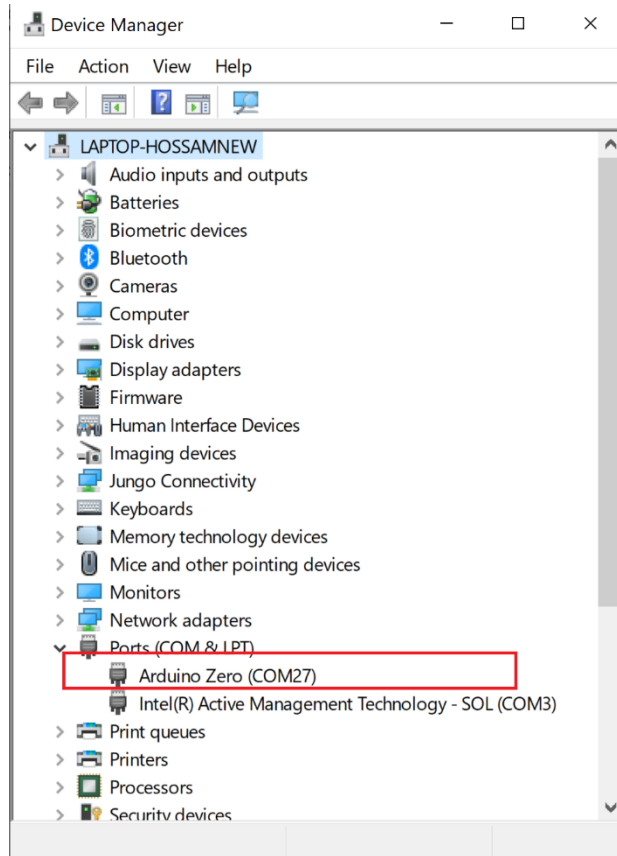 Device Manager
File Action View Help
LAPTOP-HOSSAMNEW
Audio inputs and outputs
Batteries
Biometric devices
Bluetooth
Cameras
Computer
Disk drives
Display adapters
Firmware
Human Interface Devices
Imaging devices
Jungo Connectivity
Keyboards
Memory technology devices
Mice and other pointing devices
Monitors
Network adapters
Ports (COM & LPT)
Arduino Zero (COM27)
Intel(R) Active Management Technology - SOL (COM3)
Print queues
Printers
Processors
Security devices